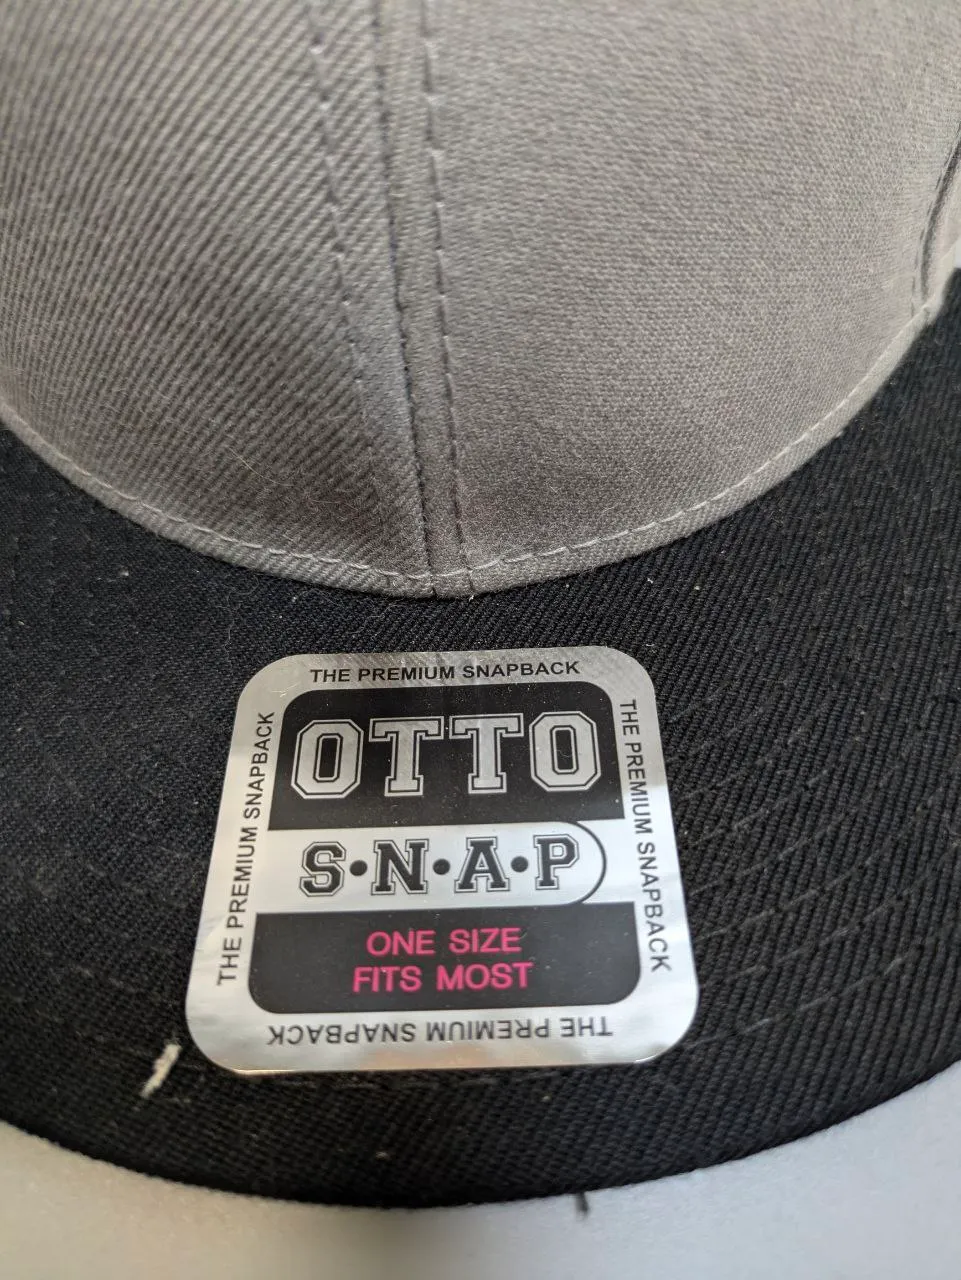 THE PREMIUM SNAPBACK
OTTO
S•N•A•P
ONE SIZE
FITS MOST
THE PREMIUM SNAPBACK
THE PREMIUM SNAPBACK
THE PREMIUM SNAPBACK